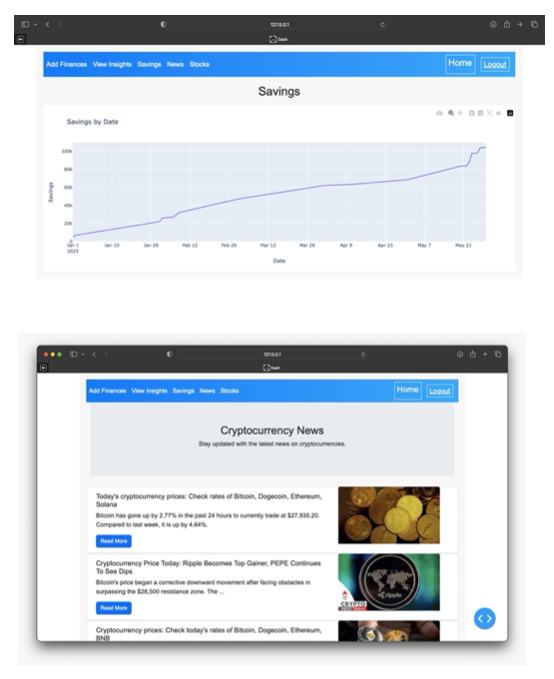 127.0.0.1
Dash
Add Finances View Insights Savings News Stocks Home Logout
Savings
Savings by Date
100k
80k
60k
40k
20k
0
Savings
Jan 1 Jan 15 Jan 29 Feb 12 Feb 26 Mar 12 Mar 26 Apr 9 Apr 23 May 7 May 21
2023
Date
127.0.0.1
Dash
Add Finances View Insights Savings News Stocks Home Logout
Cryptocurrency News
Stay updated with the latest news on cryptocurrencies.
Today's cryptocurrency prices: Check rates of Bitcoin, Dogecoin, Ethereum,
Solana
Bitcoin has gone up by 2.77% in the past 24 hours to currently trade at $27,935.20.
Compared to last week, it is up by 4.64%.
Read More
Cryptocurrency Price Today: Ripple Becomes Top Gainer, PEPE Continues
To See Dips
Bitcoin's price began a corrective downward movement after facing obstacles in
surpassing the $28,500 resistance zone. The ...
Read More
ripple
CRYPTO
PRICE TODAY
Cryptocurrency prices: Check today's rates of Bitcoin, Dogecoin, Ethereum,
BNB